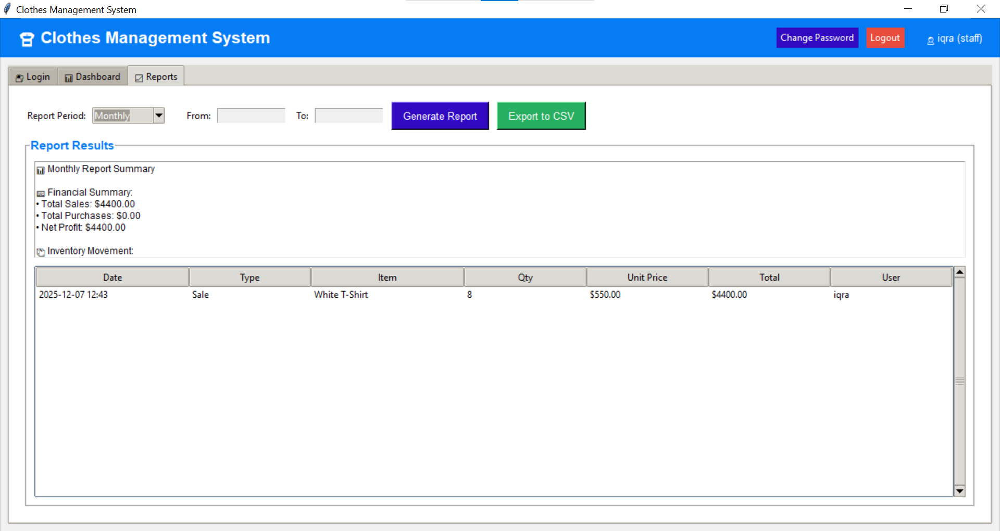 Clothes Management System
Clothes Management System
Change Password
Logout
iqra (staff)
Login
Dashboard
Reports
Report Period:
Monthly
From:
To:
Generate Report
Export to CSV
Report Results
Monthly Report Summary
Financial Summary:
• Total Sales: $4400.00
• Total Purchases: $0.00
• Net Profit: $4400.00
Inventory Movement:
Date Type Item Qty Unit Price Total User
2025-12-07 12:43 Sale White T-Shirt 8 $550.00 $4400.00 iqra